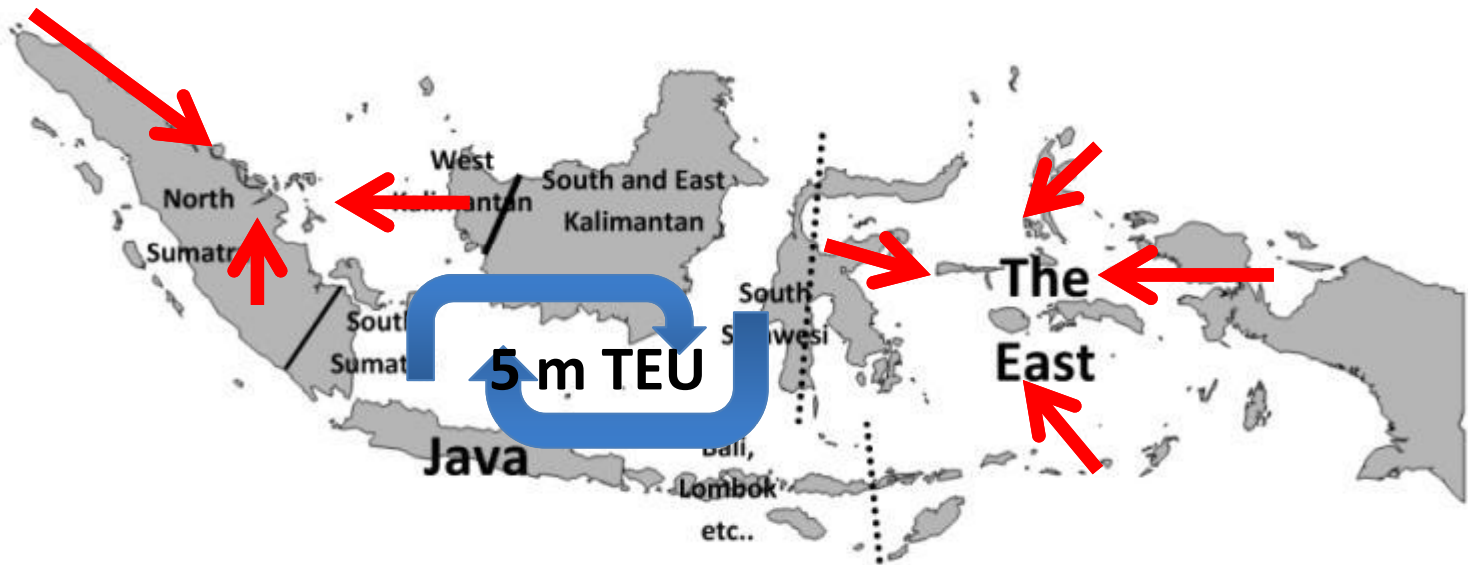 West
Kalimantan
South and East
Kalimantan
North
Sumatra
South
Sumatra
South
Sulawesi
5 m TEU
The
East
Java
Bali,
Lombok
etc..